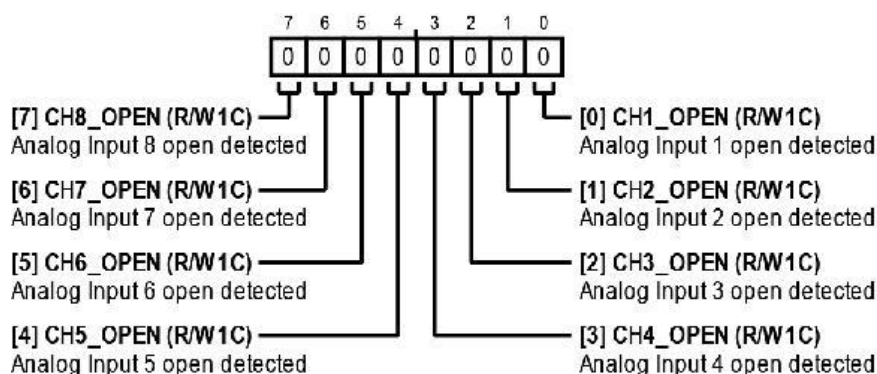 7 6 5 4 3 2 1 0
0 0 0 0 0 0 0 0
[7] CH8_OPEN (R/W1C)
Analog Input 8 open detected
[6] CH7_OPEN (R/W1C)
Analog Input 7 open detected
[5] CH6_OPEN (R/W1C)
Analog Input 6 open detected
[4] CH5_OPEN (R/W1C)
Analog Input 5 open detected
[0] CH1_OPEN (R/W1C)
Analog Input 1 open detected
[1] CH2_OPEN (R/W1C)
Analog Input 2 open detected
[2] CH3_OPEN (R/W1C)
Analog Input 3 open detected
[3] CH4_OPEN (R/W1C)
Analog Input 4 open detected